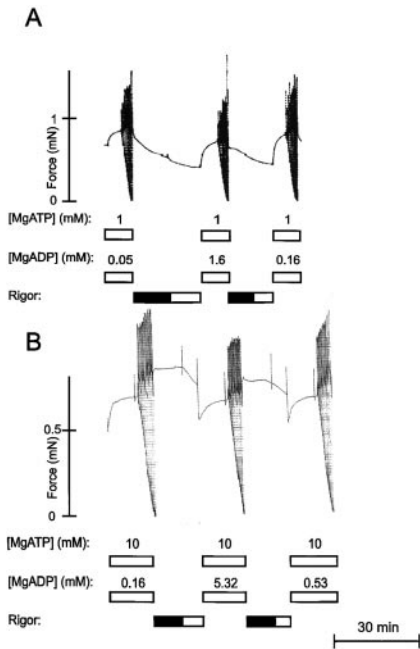 A
Force (mN)
1
0
[MgATP] (mM): 1 1 1
[MgADP] (mM): 0.05 1.6 0.16
Rigor:
B
Force (mN)
0.5
0
[MgATP] (mM): 10 10 10
[MgADP] (mM): 0.16 5.32 0.53
Rigor:
30 min